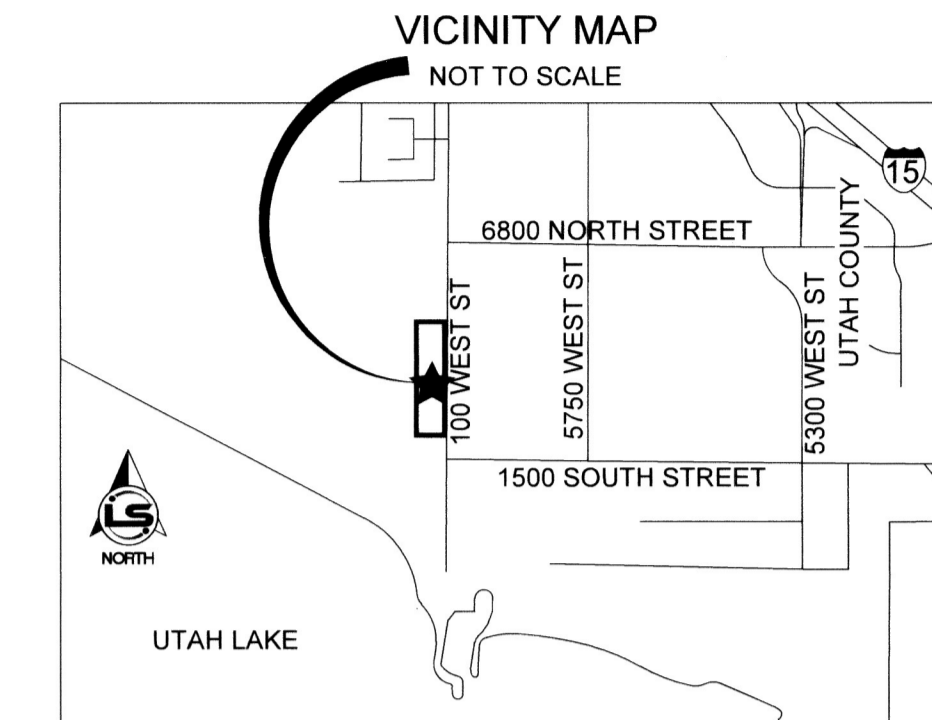 VICINITY MAP
NOT TO SCALE
15
6800 NORTH STREET
UTAH COUNTY
100 WEST ST
5750 WEST ST
5300 WEST ST
1500 SOUTH STREET
LS
NORTH
UTAH LAKE